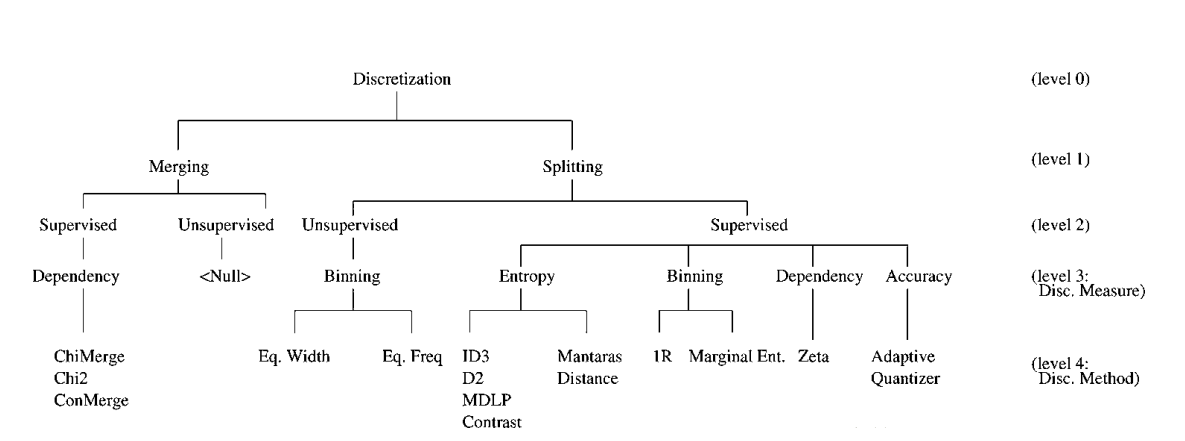 Discretization (level 0)
Merging Splitting (level 1)
Supervised Unsupervised Unsupervised Supervised (level 2)
Dependency <Null> Binning Entropy Binning Dependency Accuracy (level 3:
Disc. Measure)
ChiMerge Eq. Width Eq. Freq ID3 Mantaras 1R Marginal Ent. Zeta Adaptive (level 4:
Chi2 D2 Distance Quantizer Disc. Method)
ConMerge MDLP
Contrast